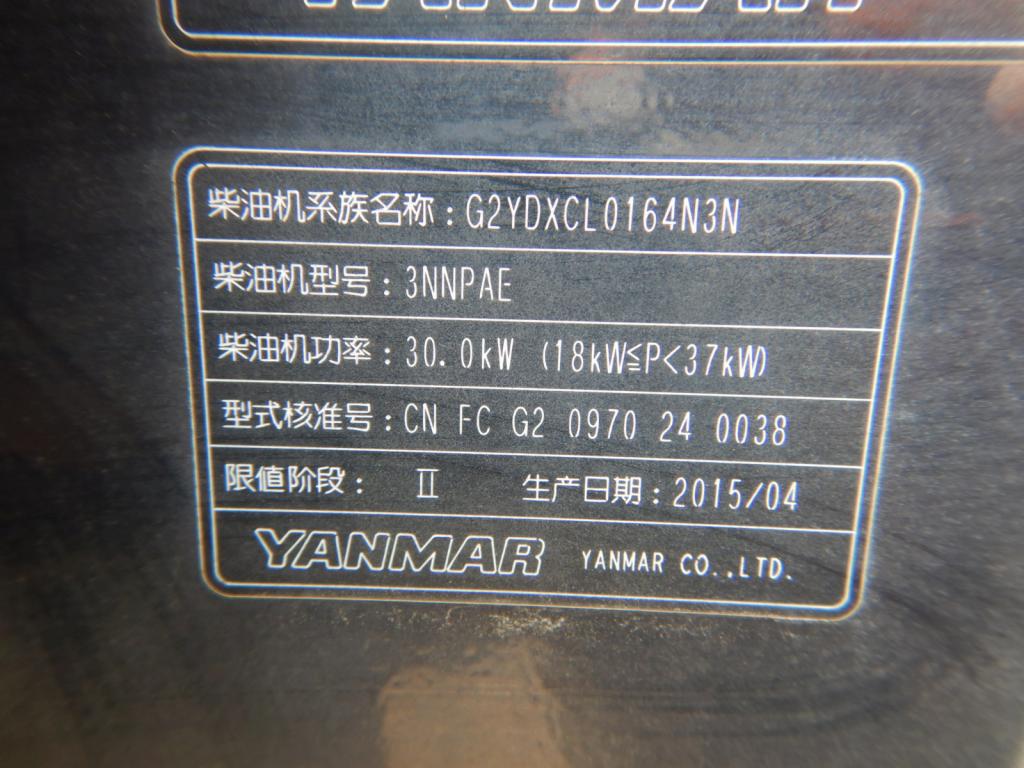 YANMAR
柴油机系族名称：G2YDXCL0164N3N
柴油机型号：3NNPAE
柴油机功率：30.0kW (18kW≦P<37kW)
型式核准号：CN FC G2 0970 24 0038
限值阶段： Ⅱ 生产日期：2015/04
YANMAR YANMAR CO.,LTD.